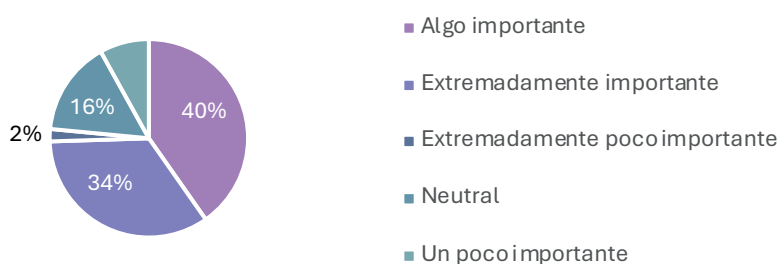 40%
34%
2%
16%
Algo importante
Extremadamente importante
Extremadamente poco importante
Neutral
Un poco importante